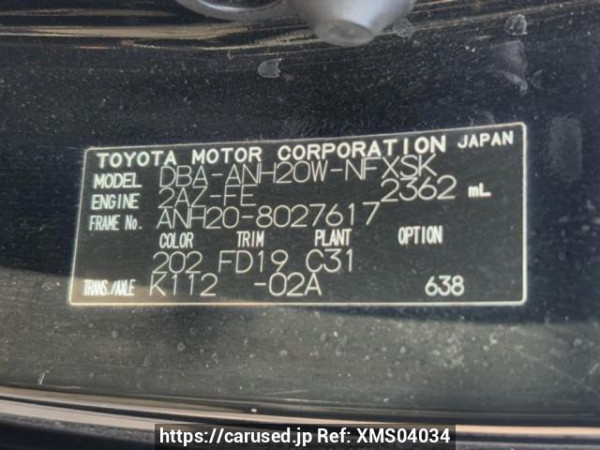 TOYOTA MOTOR CORPORATION JAPAN
MODEL DBA-ANH20W-NFXSK
ENGINE 2AZ-FE 2362 mL
FRAME No. ANH20-8027617
COLOR TRIM PLANT OPTION
202 FD19 C31
TRANS./AXLE K112 -02A 638
https://carused.jp Ref: XMS04034